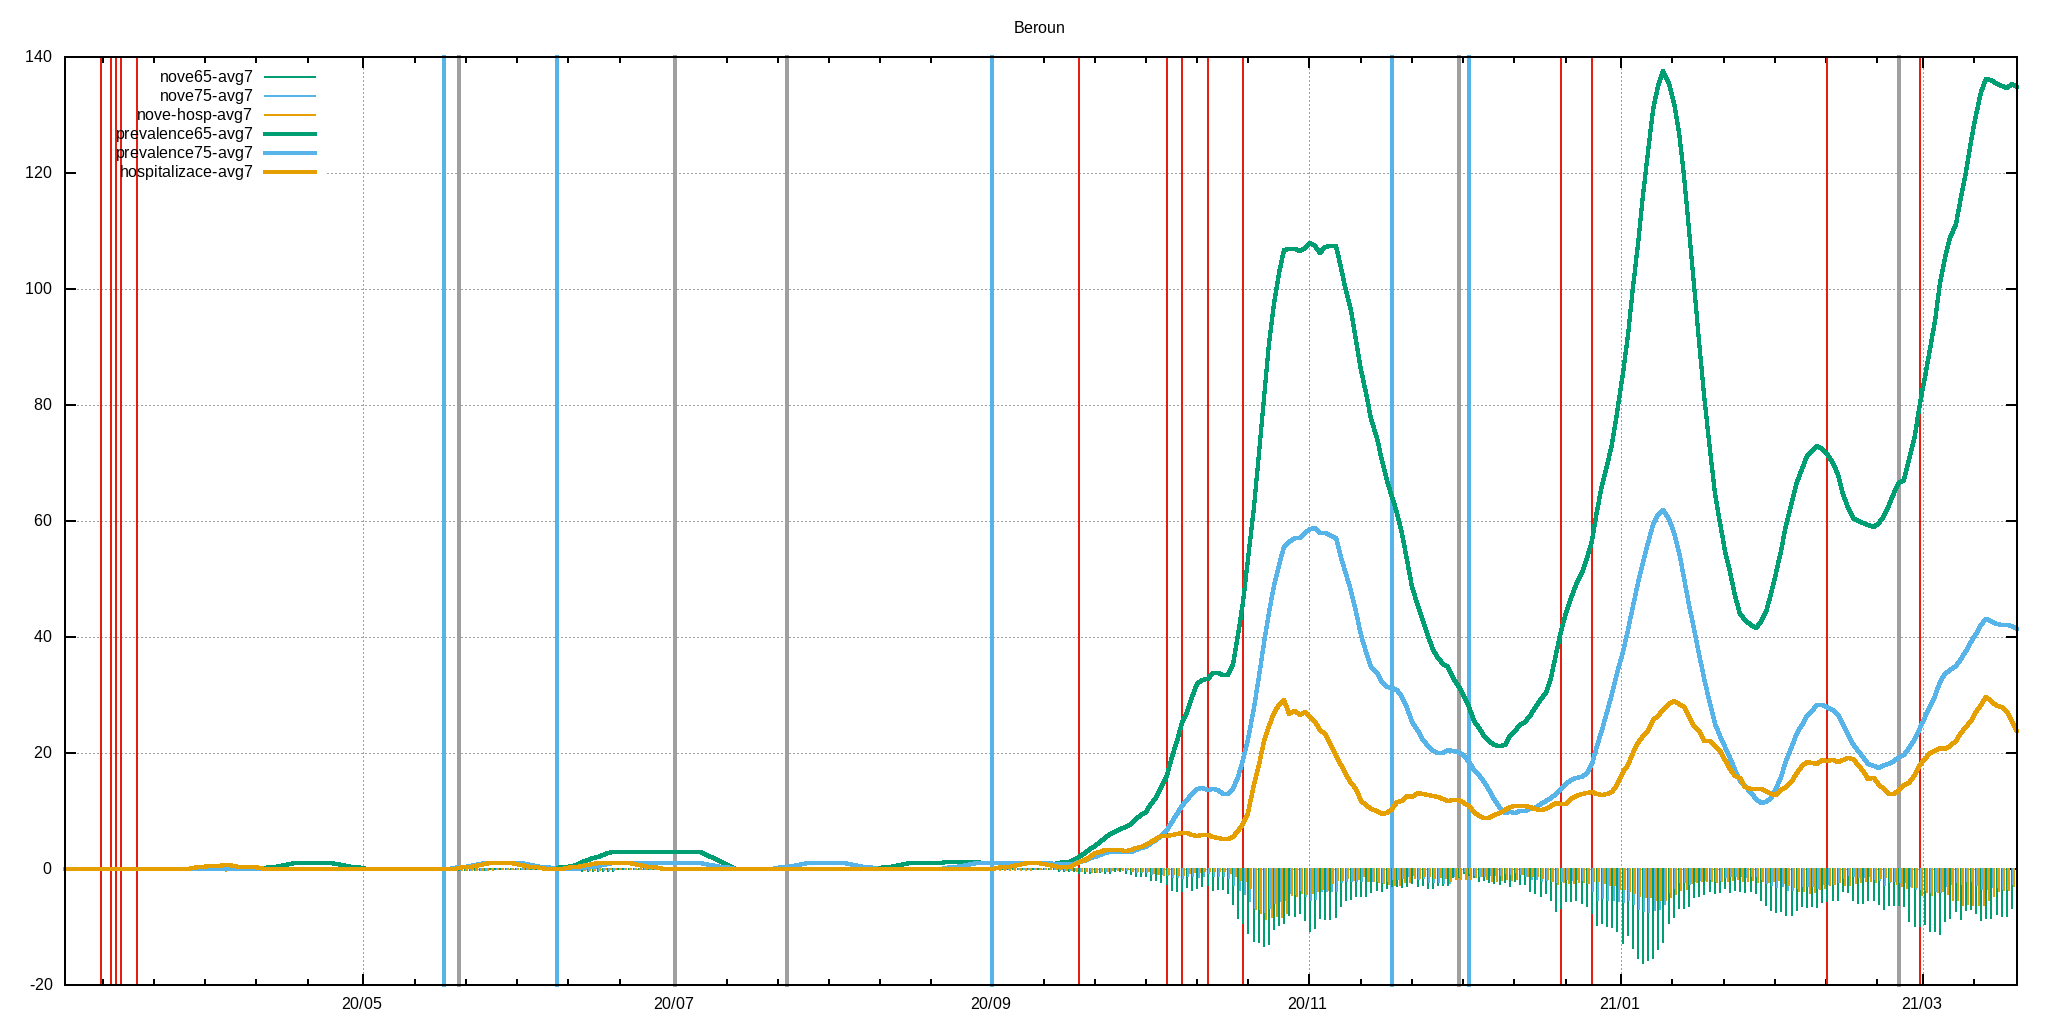 Beroun
140
120
100
80
60
40
20
0
-20
nove65-avg7
nove75-avg7
nove-hosp-avg7
prevalence65-avg7
prevalence75-avg7
hospitalizace-avg7
20/05 20/07 20/09 20/11 21/01 21/03